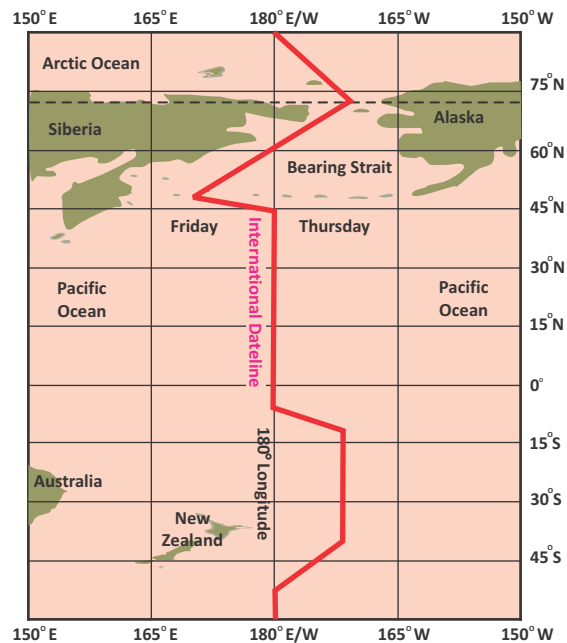 150°E 165°E 180°E/W 165°W 150°W
Arctic Ocean
75°N
Siberia
Alaska
60°N
Bearing Strait
45°N
Friday Thursday
International Dateline
30°N
Pacific
Ocean
Pacific
Ocean
15°N
0°
180° Longitude
15°S
Australia
30°S
New
Zealand
45°S
150°E 165°E 180°E/W 165°W 150°W